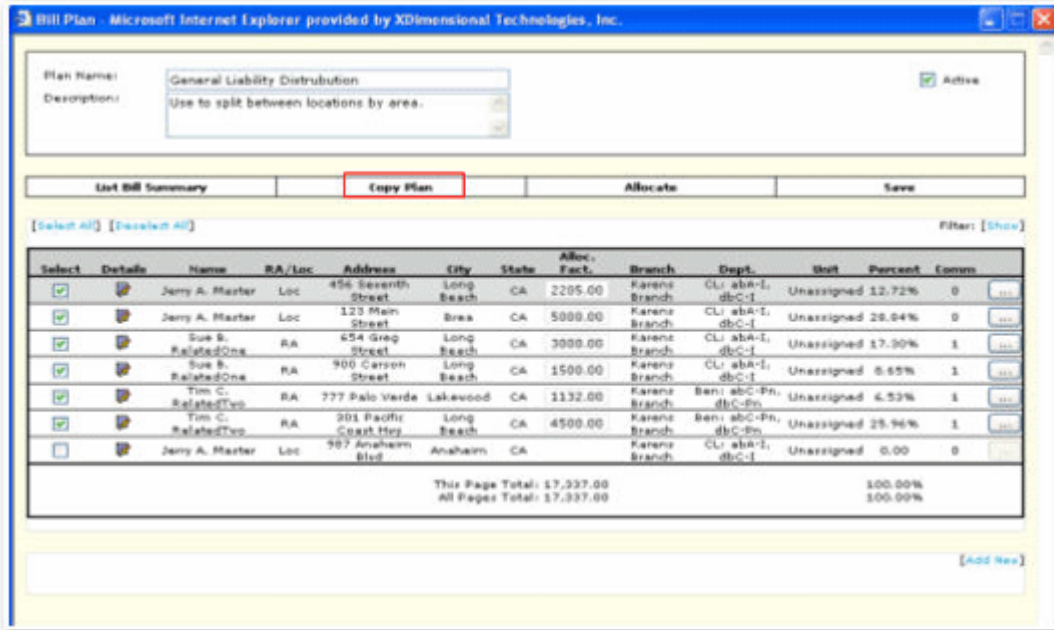 Bill Plan - Microsoft Internet Explorer provided by XDimensional Technologies, Inc.
Plan Name: General Liability Distrubution Active
Description: Use to split between locations by area.
List Bill Summary Copy Plan Allocate Save
[Select All] [Deselect All] Filter: [Show]
Select Details Name RA/Loc Address City State Alloc. Fact. Branch Dept. Unit Percent Comm
Jerry A. Master Loc 456 Seventh Street Long Beach CA 2205.00 Karens Branch CL: abA-I, dbC-I Unassigned 12.72% 0 ...
Jerry A. Master Loc 123 Main Street Brea CA 5000.00 Karens Branch CL: abA-I, dbC-I Unassigned 28.84% 0 ...
Sue B. RelatedOne RA 654 Greg Street Long Beach CA 3000.00 Karens Branch CL: abA-I, dbC-I Unassigned 17.30% 1 ...
Sue B. RelatedOne RA 900 Carson Street Long Beach CA 1500.00 Karens Branch CL: abA-I, dbC-I Unassigned 8.65% 1 ...
Tim C. RelatedTwo RA 777 Palo Verde Lakewood CA 1132.00 Karens Branch Ben: abC-Pn, dbC-Pn Unassigned 6.53% 1 ...
Tim C. RelatedTwo RA 201 Pacific Coast Hwy Long Beach CA 4500.00 Karens Branch Ben: abC-Pn, dbC-Pn Unassigned 25.96% 1 ...
Jerry A. Master Loc 987 Anaheim Blvd Anaheim CA Karens Branch CL: abA-I, dbC-I Unassigned 0.00 0 ...
This Page Total: 17,337.00 100.00%
All Pages Total: 17,337.00 100.00%
[Add New]